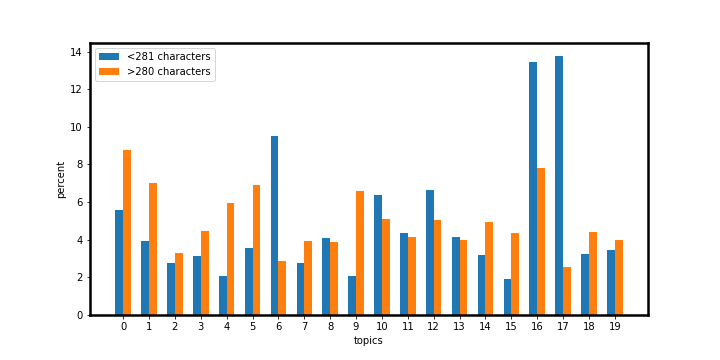 14
12
10
8
6
4
2
0
percent
<281 characters
>280 characters
0 1 2 3 4 5 6 7 8 9 10 11 12 13 14 15 16 17 18 19
topics